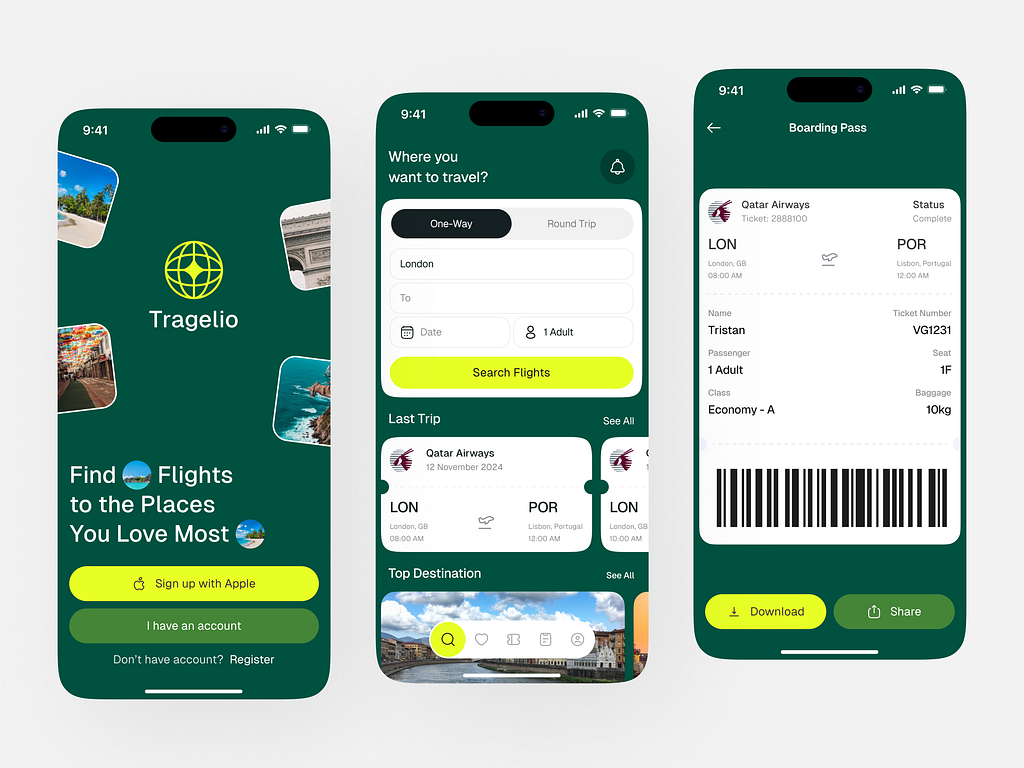 9:41
Tragelio
Find Flights
to the Places
You Love Most
Sign up with Apple
I have an account
Don't have account? Register
9:41
Where you
want to travel?
One-Way Round Trip
London
To
Date 1 Adult
Search Flights
Last Trip See All
Qatar Airways
12 November 2024
LON POR
London, GB Lisbon, Portugal
08:00 AM 12:00 AM
LON
London, GB
10:00 AM
Top Destination See All
9:41
Boarding Pass
Qatar Airways Status
Ticket: 2888100 Complete
LON POR
London, GB Lisbon, Portugal
08:00 AM 12:00 AM
Name Ticket Number
Tristan VG1231
Passenger Seat
1 Adult 1F
Class Baggage
Economy - A 10kg
Download Share